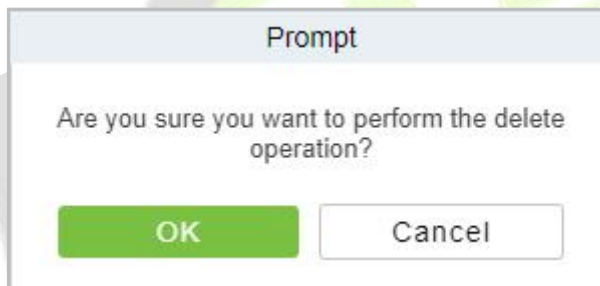 Prompt
Are you sure you want to perform the delete
operation?
OK
Cancel